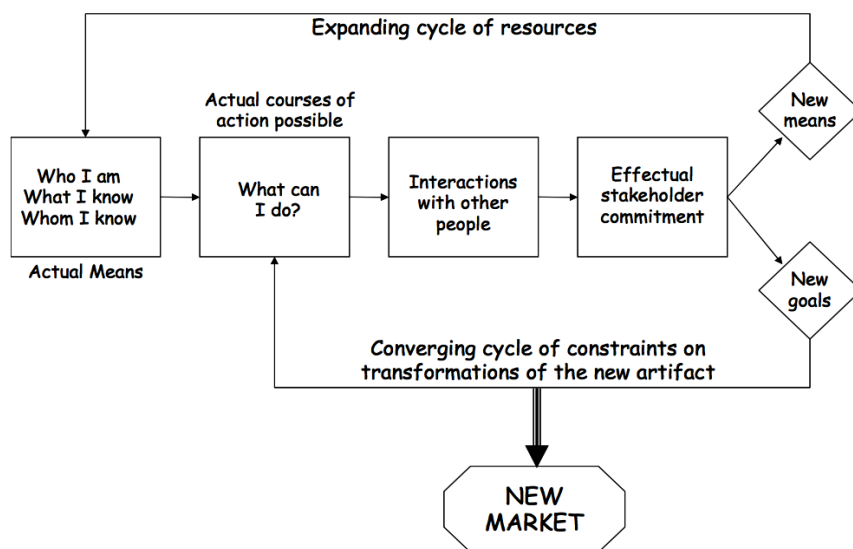 Expanding cycle of resources
Actual courses of
action possible
New
means
Who I am
What I know
Whom I know
What can
I do?
Interactions
with other
people
Effectual
stakeholder
commitment
Actual Means
New
goals
Converging cycle of constraints on
transformations of the new artifact
NEW
MARKET